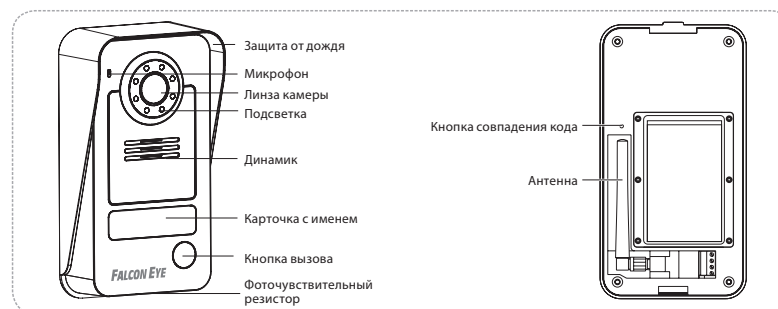 Защита от дождя
Микрофон
Линза камеры
Подсветка
Динамик
Карточка с именем
Кнопка вызова
Фоточувствительный
резистор
FALCON EYE
Кнопка совпадения кода
Антенна